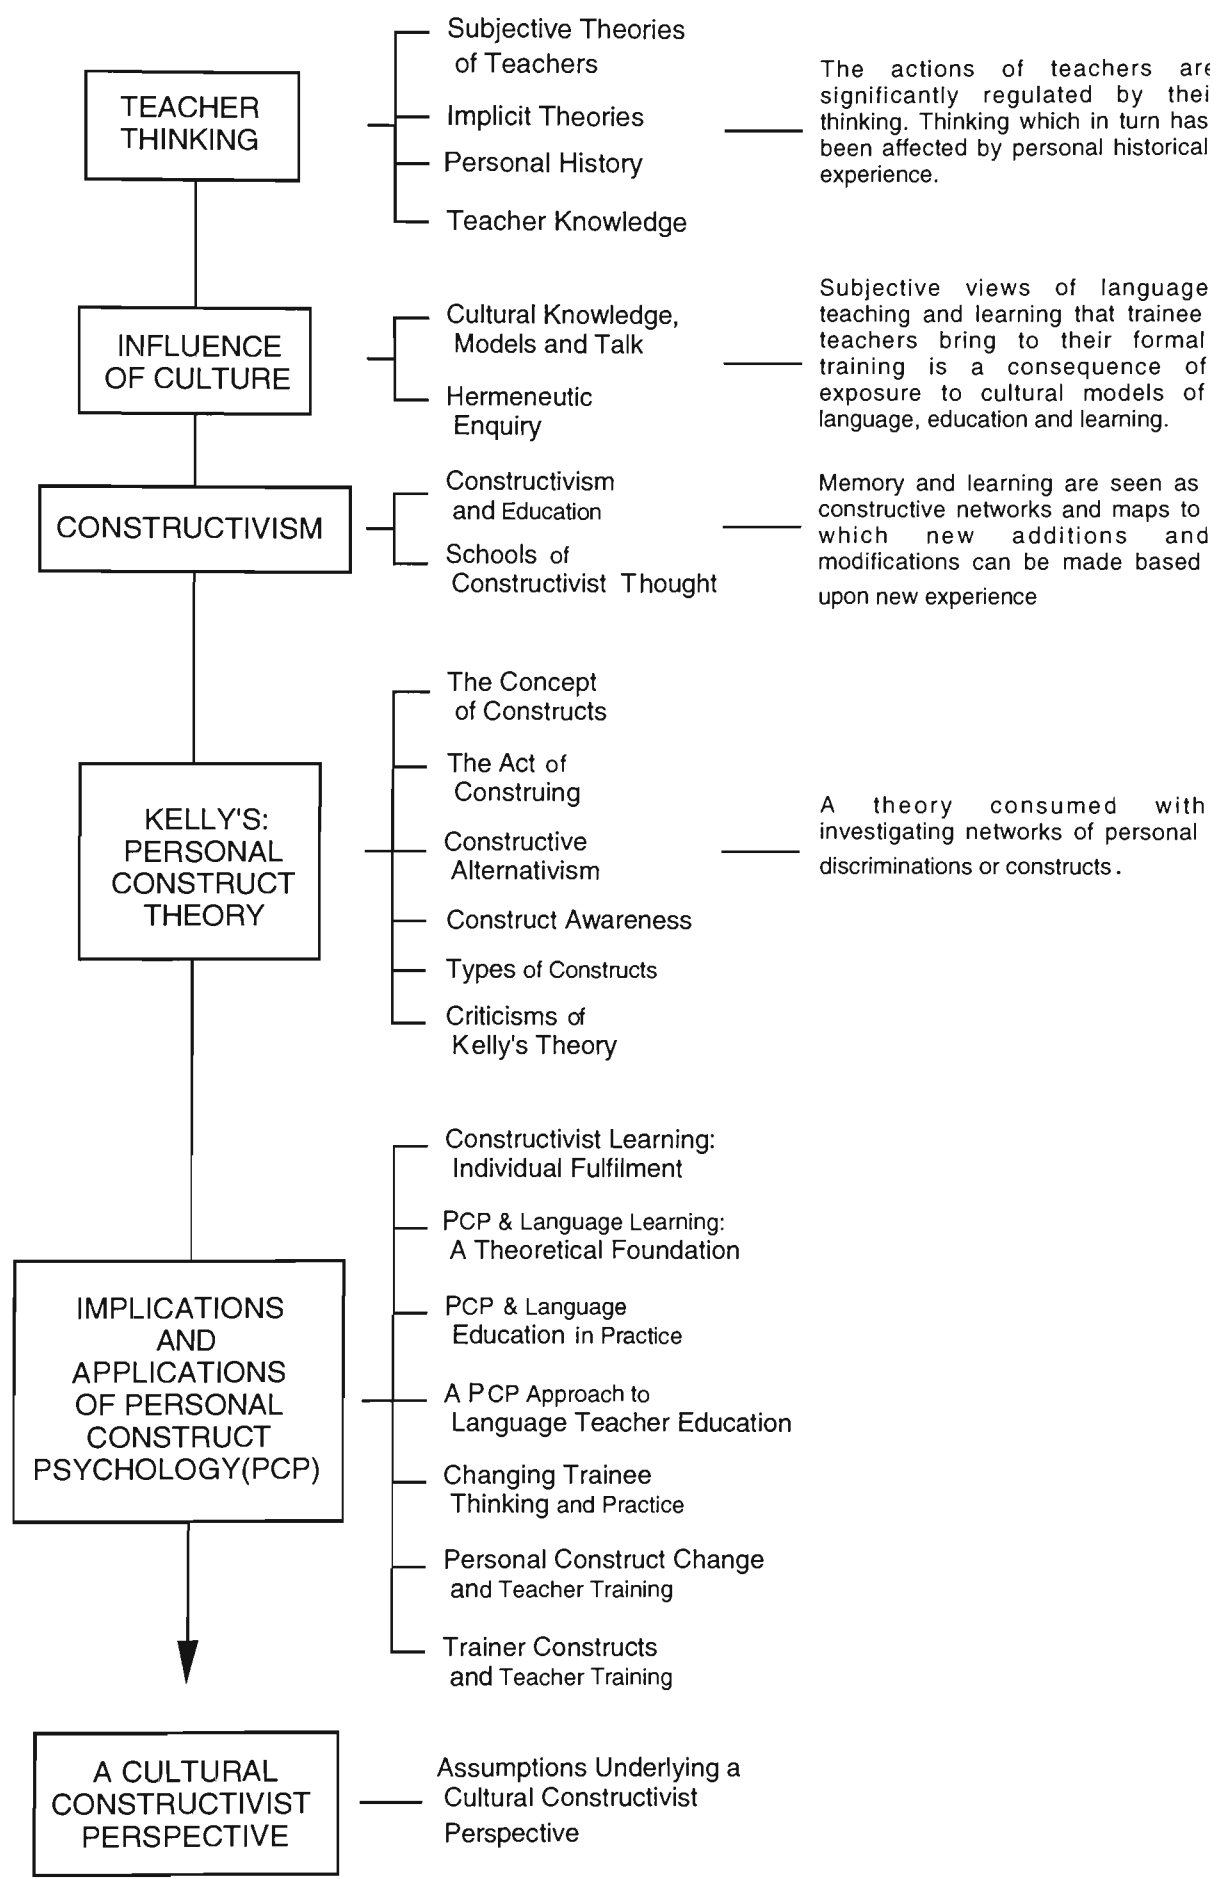 TEACHER
THINKING
Subjective Theories
of Teachers
Implicit Theories
Personal History
Teacher Knowledge
The actions of teachers are
significantly regulated by thei
thinking. Thinking which in turn has
been affected by personal historical
experience.
INFLUENCE
OF CULTURE
Cultural Knowledge,
Models and Talk
Hermeneutic
Enquiry
Subjective views of language
teaching and learning that trainee
teachers bring to their formal
training is a consequence of
exposure to cultural models of
language, education and learning.
CONSTRUCTIVISM
Constructivism
and Education
Schools of
Constructivist Thought
Memory and learning are seen as
constructive networks and maps to
which new additions and
modifications can be made based
upon new experience
KELLY'S:
PERSONAL
CONSTRUCT
THEORY
The Concept
of Constructs
The Act of
Construing
Constructive
Alternativism
Construct Awareness
Types of Constructs
Criticisms of
Kelly's Theory
A theory consumed with
investigating networks of personal
discriminations or constructs.
IMPLICATIONS
AND
APPLICATIONS
OF PERSONAL
CONSTRUCT
PSYCHOLOGY(PCP)
Constructivist Learning:
Individual Fulfilment
PCP & Language Learning:
A Theoretical Foundation
PCP & Language
Education in Practice
A PCP Approach to
Language Teacher Education
Changing Trainee
Thinking and Practice
Personal Construct Change
and Teacher Training
Trainer Constructs
and Teacher Training
A CULTURAL
CONSTRUCTIVIST
PERSPECTIVE
Assumptions Underlying a
Cultural Constructivist
Perspective